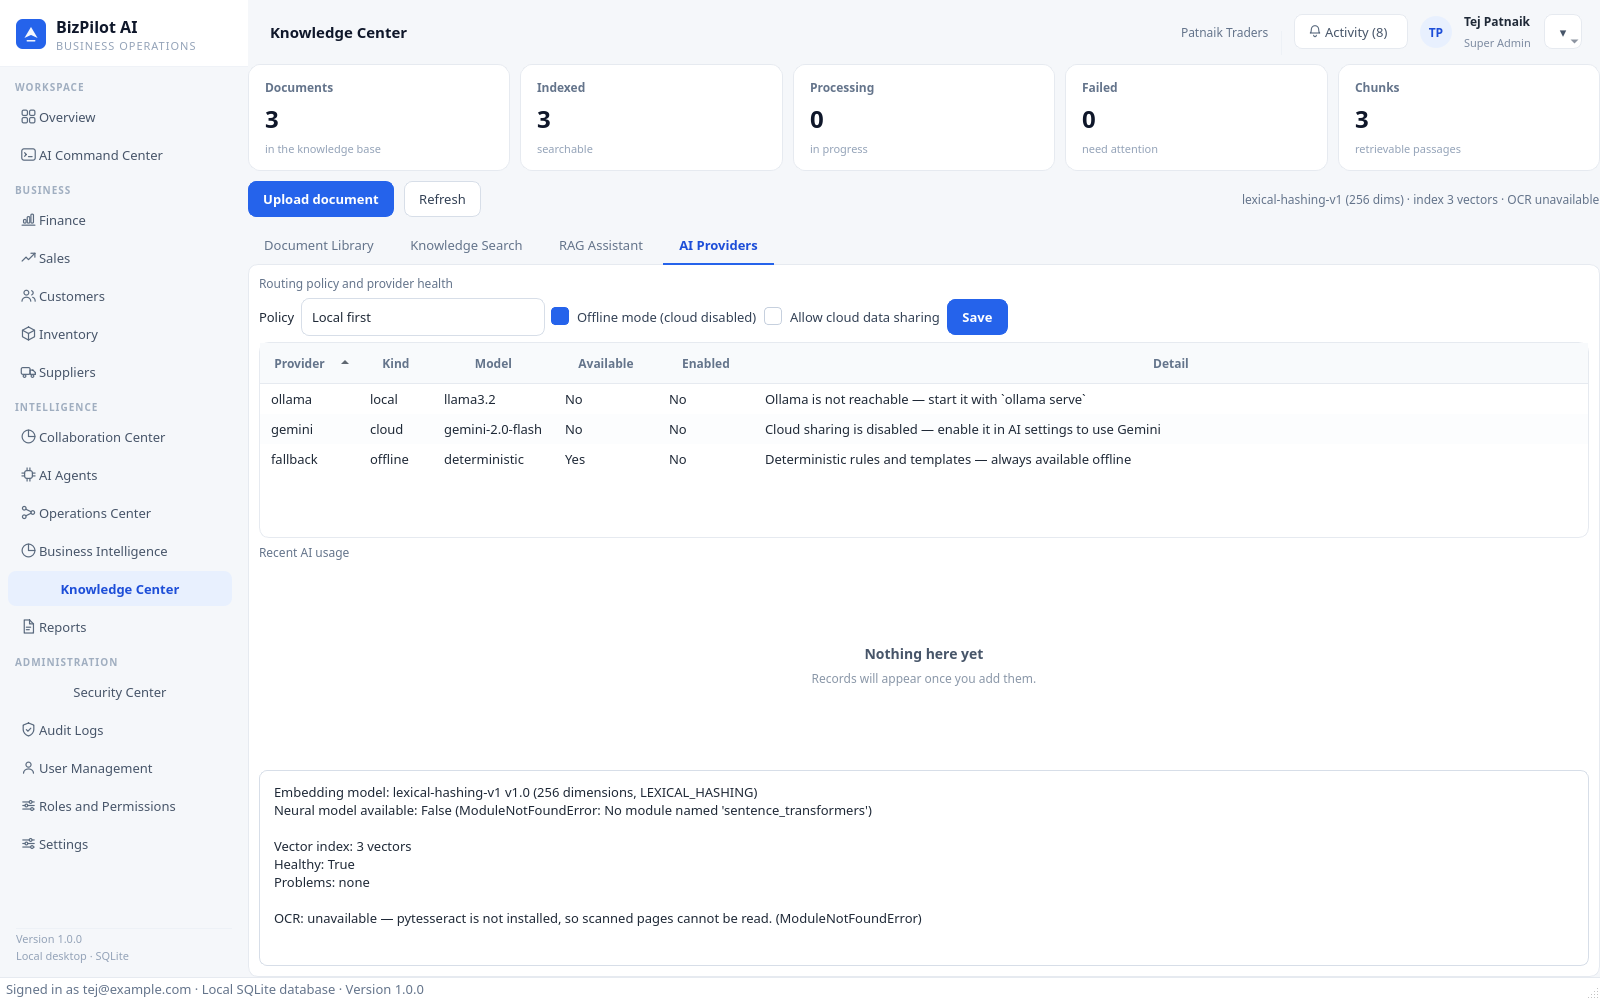 BizPilot AI
BUSINESS OPERATIONS
WORKSPACE
Overview
AI Command Center
BUSINESS
Finance
Sales
Customers
Inventory
Suppliers
INTELLIGENCE
Collaboration Center
AI Agents
Operations Center
Business Intelligence
Knowledge Center
Reports
ADMINISTRATION
Security Center
Audit Logs
User Management
Roles and Permissions
Settings
Version 1.0.0
Local desktop · SQLite
Knowledge Center
Patnaik Traders
Activity (8)
TP
Tej Patnaik
Super Admin
Documents
3
in the knowledge base
Indexed
3
searchable
Processing
0
in progress
Failed
0
need attention
Chunks
3
retrievable passages
Upload document
Refresh
lexical-hashing-v1 (256 dims) · index 3 vectors · OCR unavailable
Document Library Knowledge Search RAG Assistant AI Providers
Routing policy and provider health
Policy Local first Offline mode (cloud disabled) Allow cloud data sharing Save
Provider Kind Model Available Enabled Detail
ollama local llama3.2 No No Ollama is not reachable — start it with `ollama serve`
gemini cloud gemini-2.0-flash No No Cloud sharing is disabled — enable it in AI settings to use Gemini
fallback offline deterministic Yes No Deterministic rules and templates — always available offline
Recent AI usage
Nothing here yet
Records will appear once you add them.
Embedding model: lexical-hashing-v1 v1.0 (256 dimensions, LEXICAL_HASHING)
Neural model available: False (ModuleNotFoundError: No module named 'sentence_transformers')
Vector index: 3 vectors
Healthy: True
Problems: none
OCR: unavailable — pytesseract is not installed, so scanned pages cannot be read. (ModuleNotFoundError)
Signed in as tej@example.com · Local SQLite database · Version 1.0.0